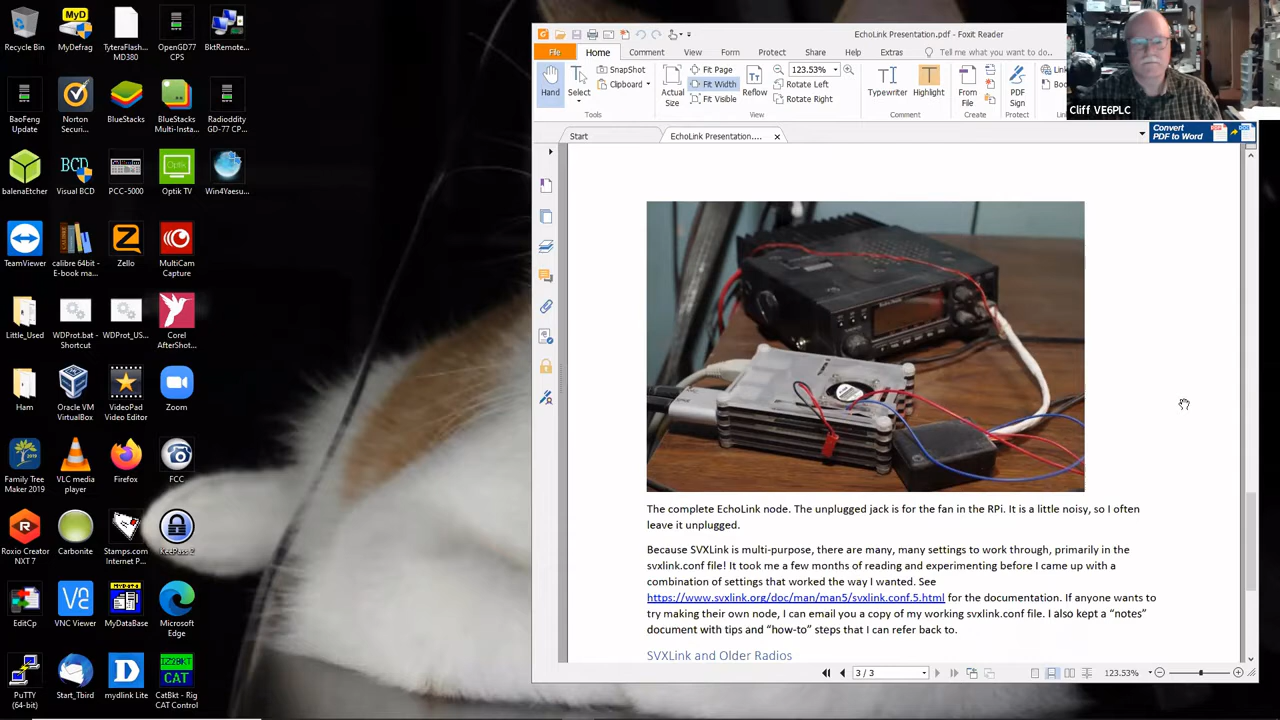 Recycle Bin
MyDefrag
TyteraFlash...
MD380
OpenGD77
CPS
BktRemote...
BaoFeng
Update
Norton
Securi...
BlueStacks
BlueStacks
Multi-Insta...
Radioddity
GD-77 CP...
balenaEtcher
BCD
Visual BCD
PCC-5000
Optik
Optik TV
Win4Yaesu...
TeamViewer
calibre 64bit -
E-book ma...
Zello
MultiCam
Capture
Little_Used
WDProt.bat -
Shortcut
WDProt_US...
Corel
AfterShot...
Ham
Oracle VM
VirtualBox
VideoPad
Video Editor
Zoom
Family Tree
Maker 2019
VLC media
player
Firefox
FCC
Roxio Creator
NXT 7
Carbonite
Stamps.com
Internet P...
KeePass 2
EditCp
VNC Viewer
MyDataBase
Microsoft
Edge
PuTTY
(64-bit)
Start_Tbird
mydlink Lite
IZ2BKT
CAT
CatBkt - Rig
CAT Control
EchoLink Presentation.pdf - Foxit Reader
File Home Comment View Form Protect Share Help Extras Tell me what you want to do...
Hand
Select
SnapShot
Clipboard
Tools
Actual
Size
Fit Page
Fit Width
Fit Visible
Reflow
123.53%
Rotate Left
Rotate Right
View
Typewriter
Highlight
Comment
From
File
Create
PDF
Sign
Protect
Link
Boo
Cliff VE6PLC
Start
EchoLink Presentation....
Convert
PDF to Word
The complete EchoLink node. The unplugged jack is for the fan in the RPi. It is a little noisy, so I often
leave it unplugged.
Because SVXLink is multi-purpose, there are many, many settings to work through, primarily in the
svxlink.conf file! It took me a few months of reading and experimenting before I came up with a
combination of settings that worked the way I wanted. See
https://www.svxlink.org/doc/man/man5/svxlink.conf.5.html for the documentation. If anyone wants to
try making their own node, I can email you a copy of my working svxlink.conf file. I also kept a “notes”
document with tips and “how-to” steps that I can refer back to.
SVXLink and Older Radios
3 / 3
123.53%